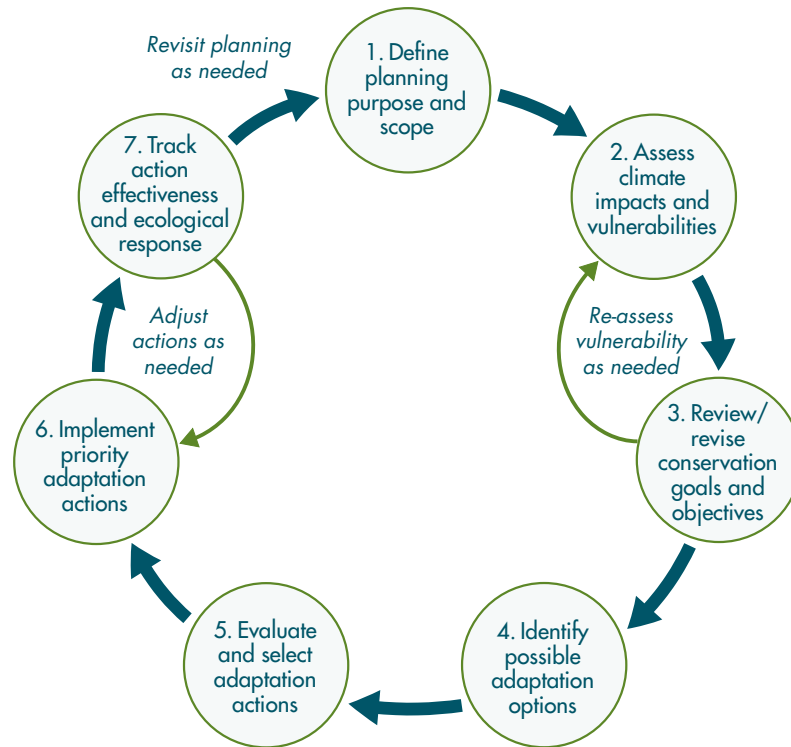 Revisit planning
as needed
1. Define
planning
purpose and
scope
2. Assess
climate
impacts and
vulnerabilities
Re-assess
vulnerability
as needed
3. Review/
revise
conservation
goals and
objectives
4. Identify
possible
adaptation
options
5. Evaluate
and select
adaptation
actions
6. Implement
priority
adaptation
actions
Adjust
actions as
needed
7. Track
action
effectiveness
and ecological
response